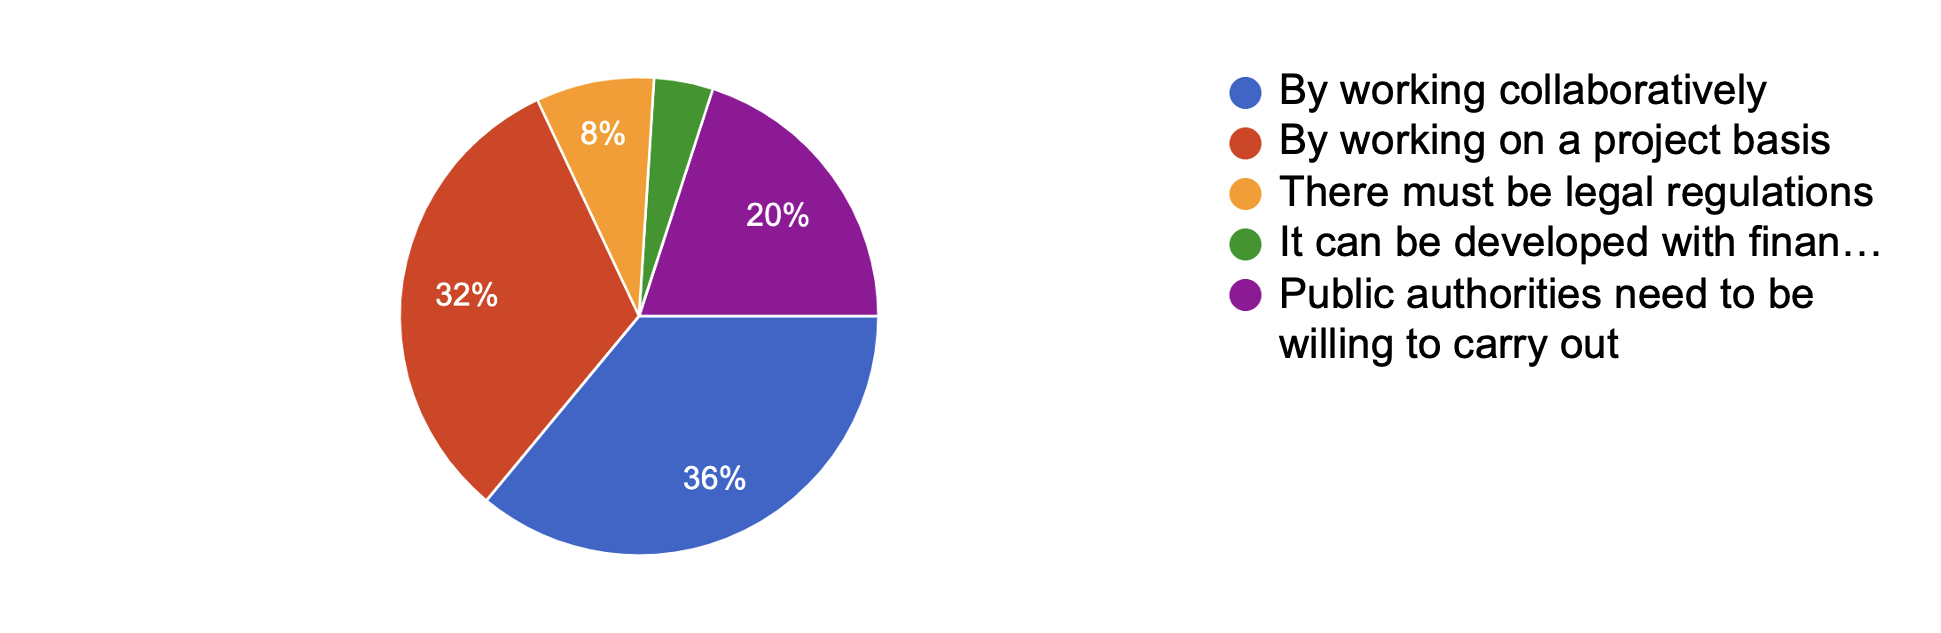 8%
20%
32%
36%
By working collaboratively
By working on a project basis
There must be legal regulations
It can be developed with finan…
Public authorities need to be
willing to carry out